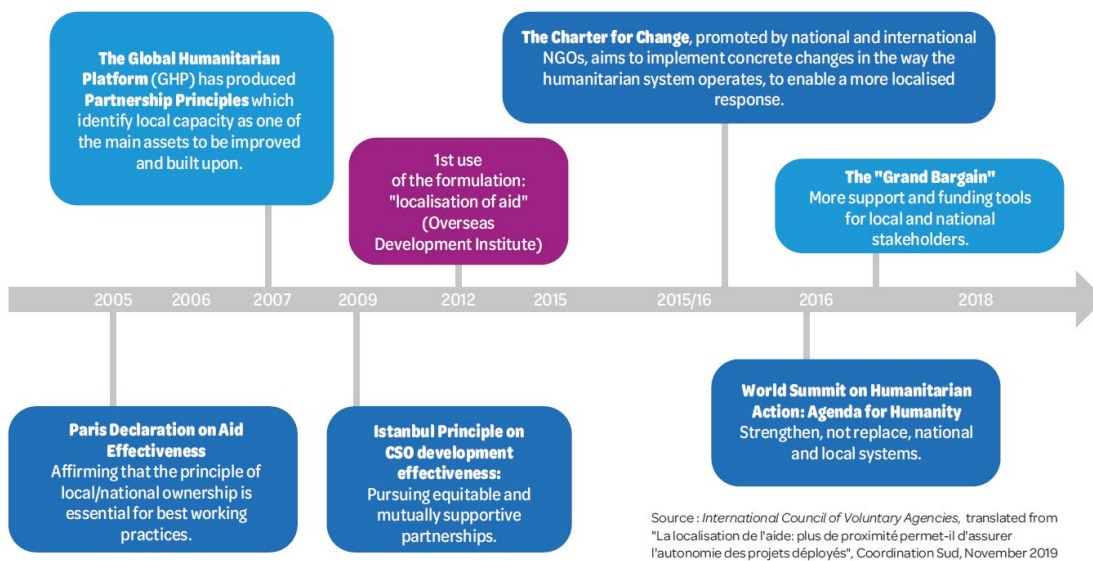 The Global Humanitarian
Platform (GHP) has produced
Partnership Principles which
identify local capacity as one of
the main assets to be improved
and built upon.
1st use
of the formulation:
"localisation of aid"
(Overseas
Development Institute)
The Charter for Change, promoted by national and international
NGOs, aims to implement concrete changes in the way the
humanitarian system operates, to enable a more localised
response.
The "Grand Bargain"
More support and funding tools
for local and national
stakeholders.
2005 2006 2007 2009 2012 2015 2015/16 2016 2018
Paris Declaration on Aid
Effectiveness
Affirming that the principle of
local/national ownership is
essential for best working
practices.
Istanbul Principle on
CSO development
effectiveness:
Pursuing equitable and
mutually supportive
partnerships.
World Summit on Humanitarian
Action: Agenda for Humanity
Strengthen, not replace, national
and local systems.
Source : International Council of Voluntary Agencies, translated from
"La localisation de l'aide: plus de proximité permet-il d'assurer
l'autonomie des projets déployés", Coordination Sud, November 2019